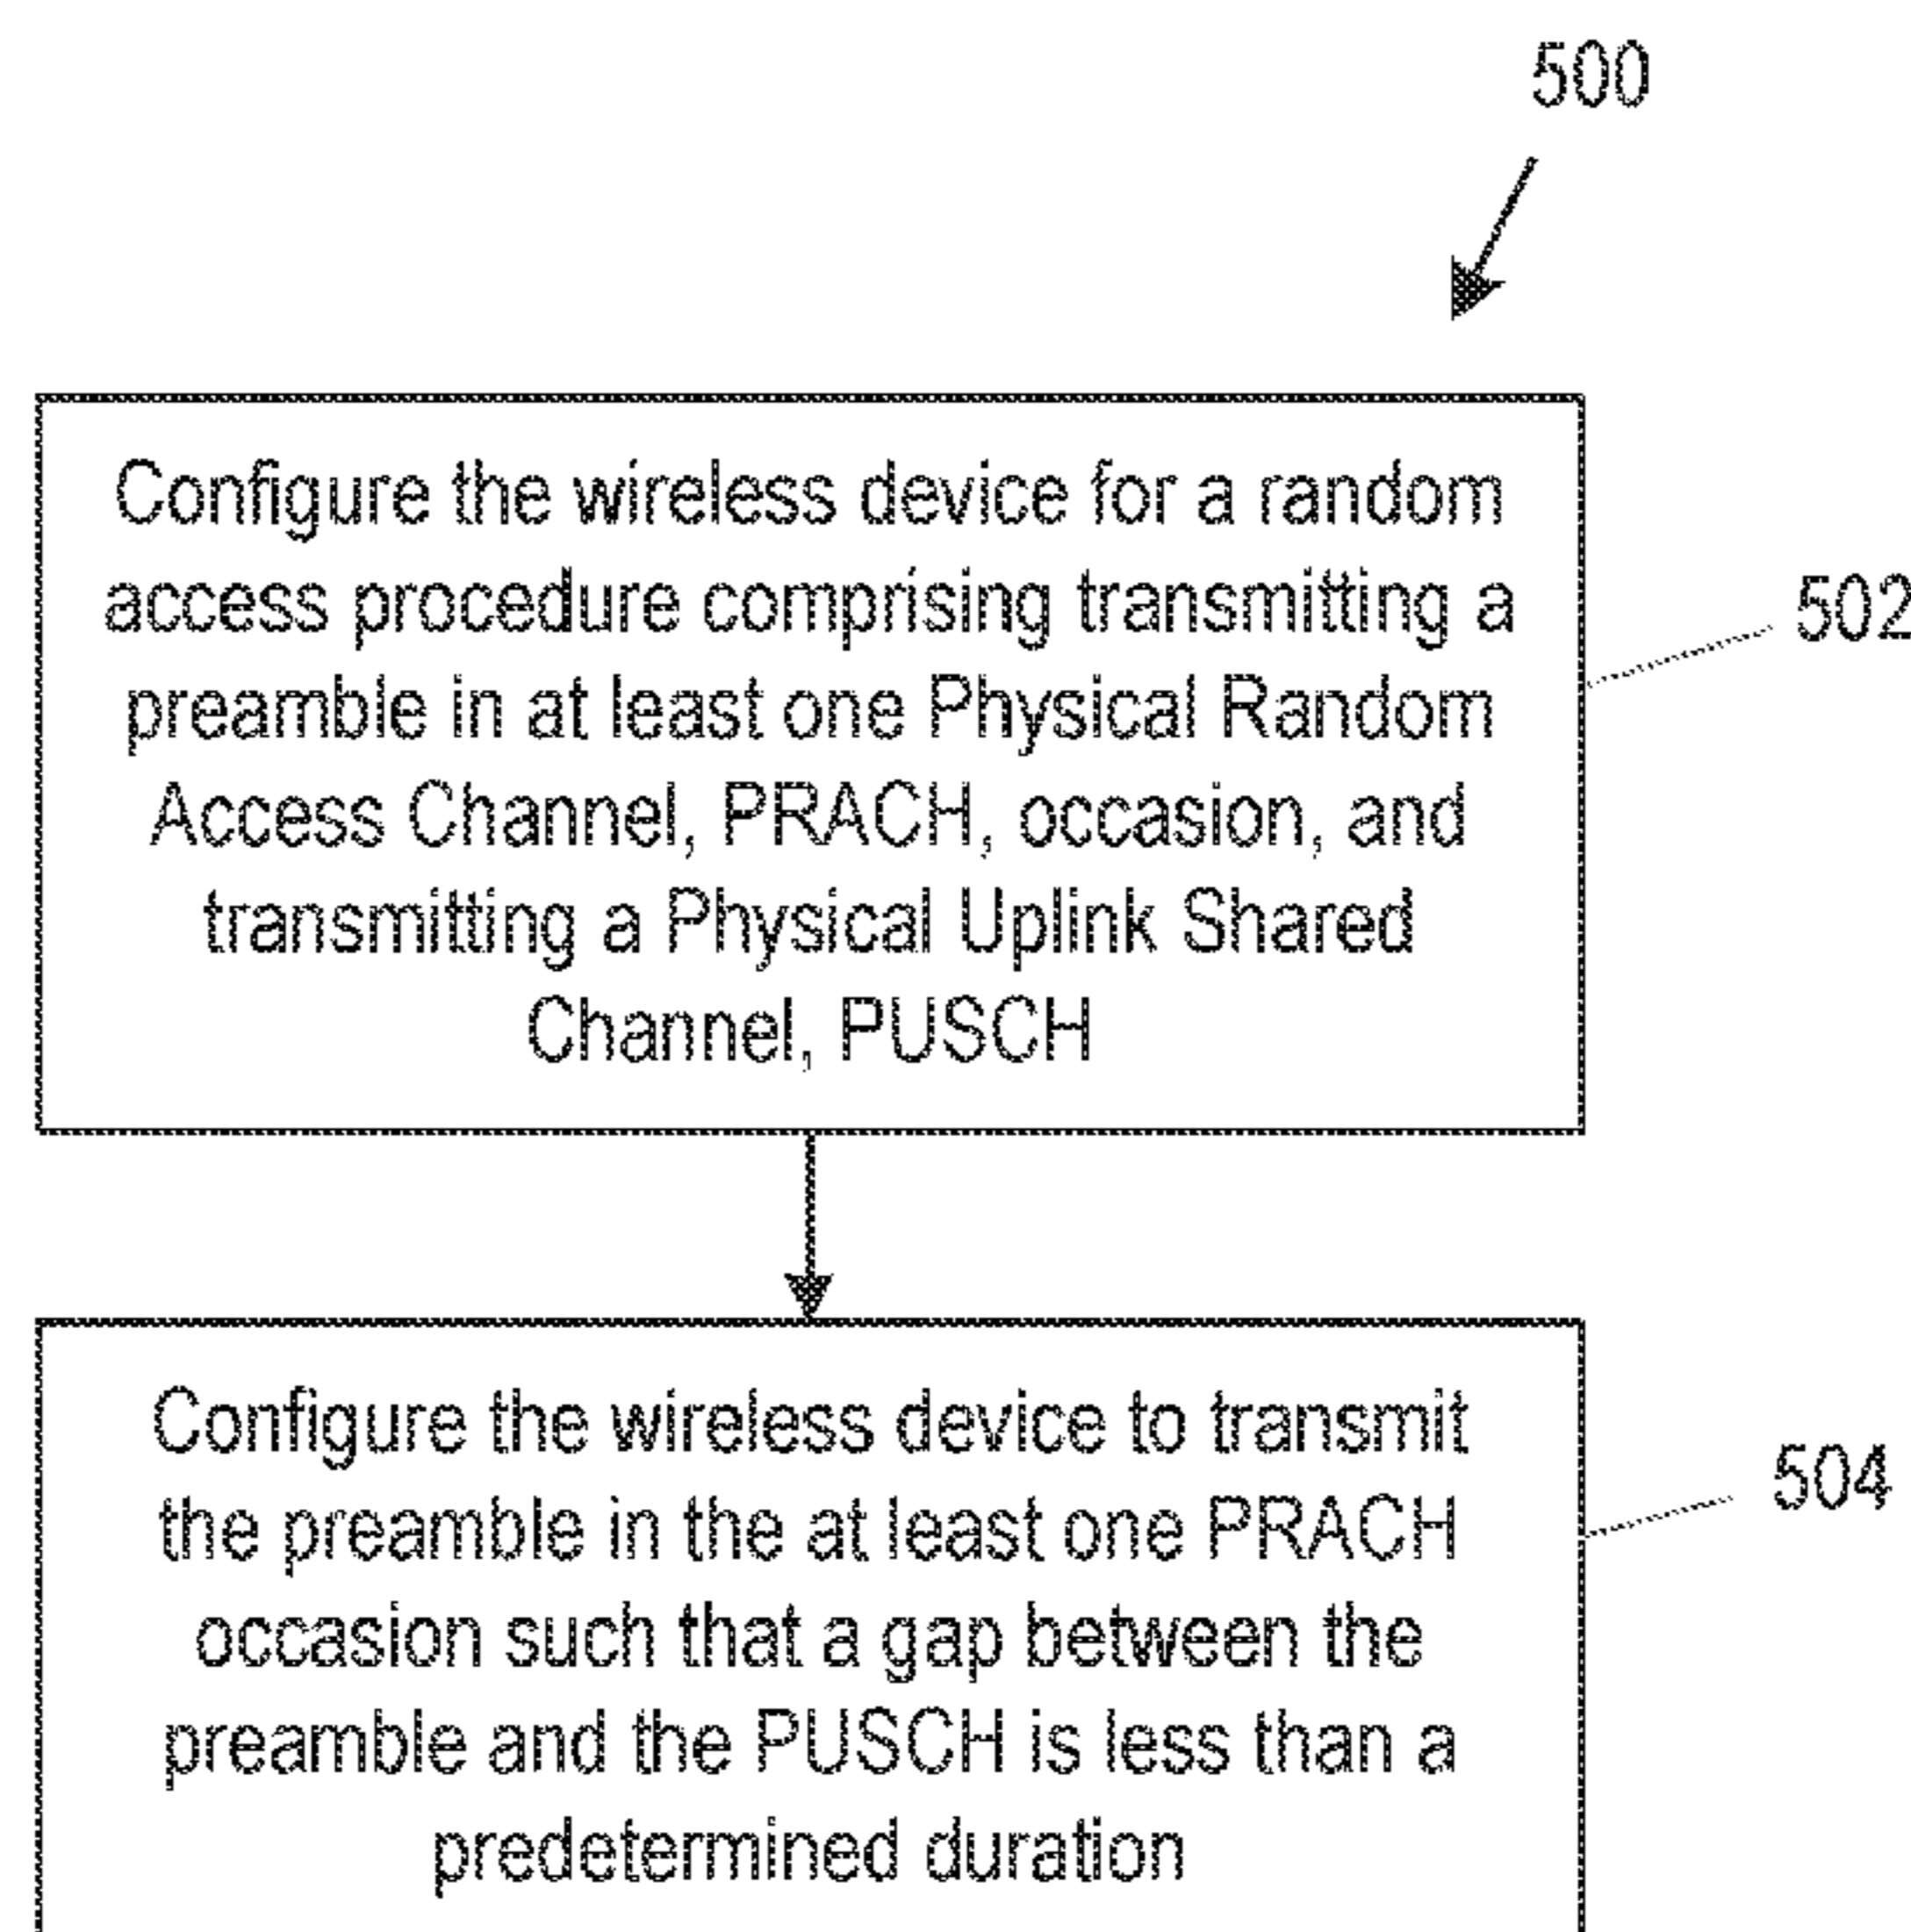 500
Configure the wireless device for a random
access procedure comprising transmitting a
preamble in at least one Physical Random
Access Channel, PRACH, occasion, and
transmitting a Physical Uplink Shared
Channel, PUSCH
502
Configure the wireless device to transmit
the preamble in the at least one PRACH
occasion such that a gap between the
preamble and the PUSCH is less than a
predetermined duration
504